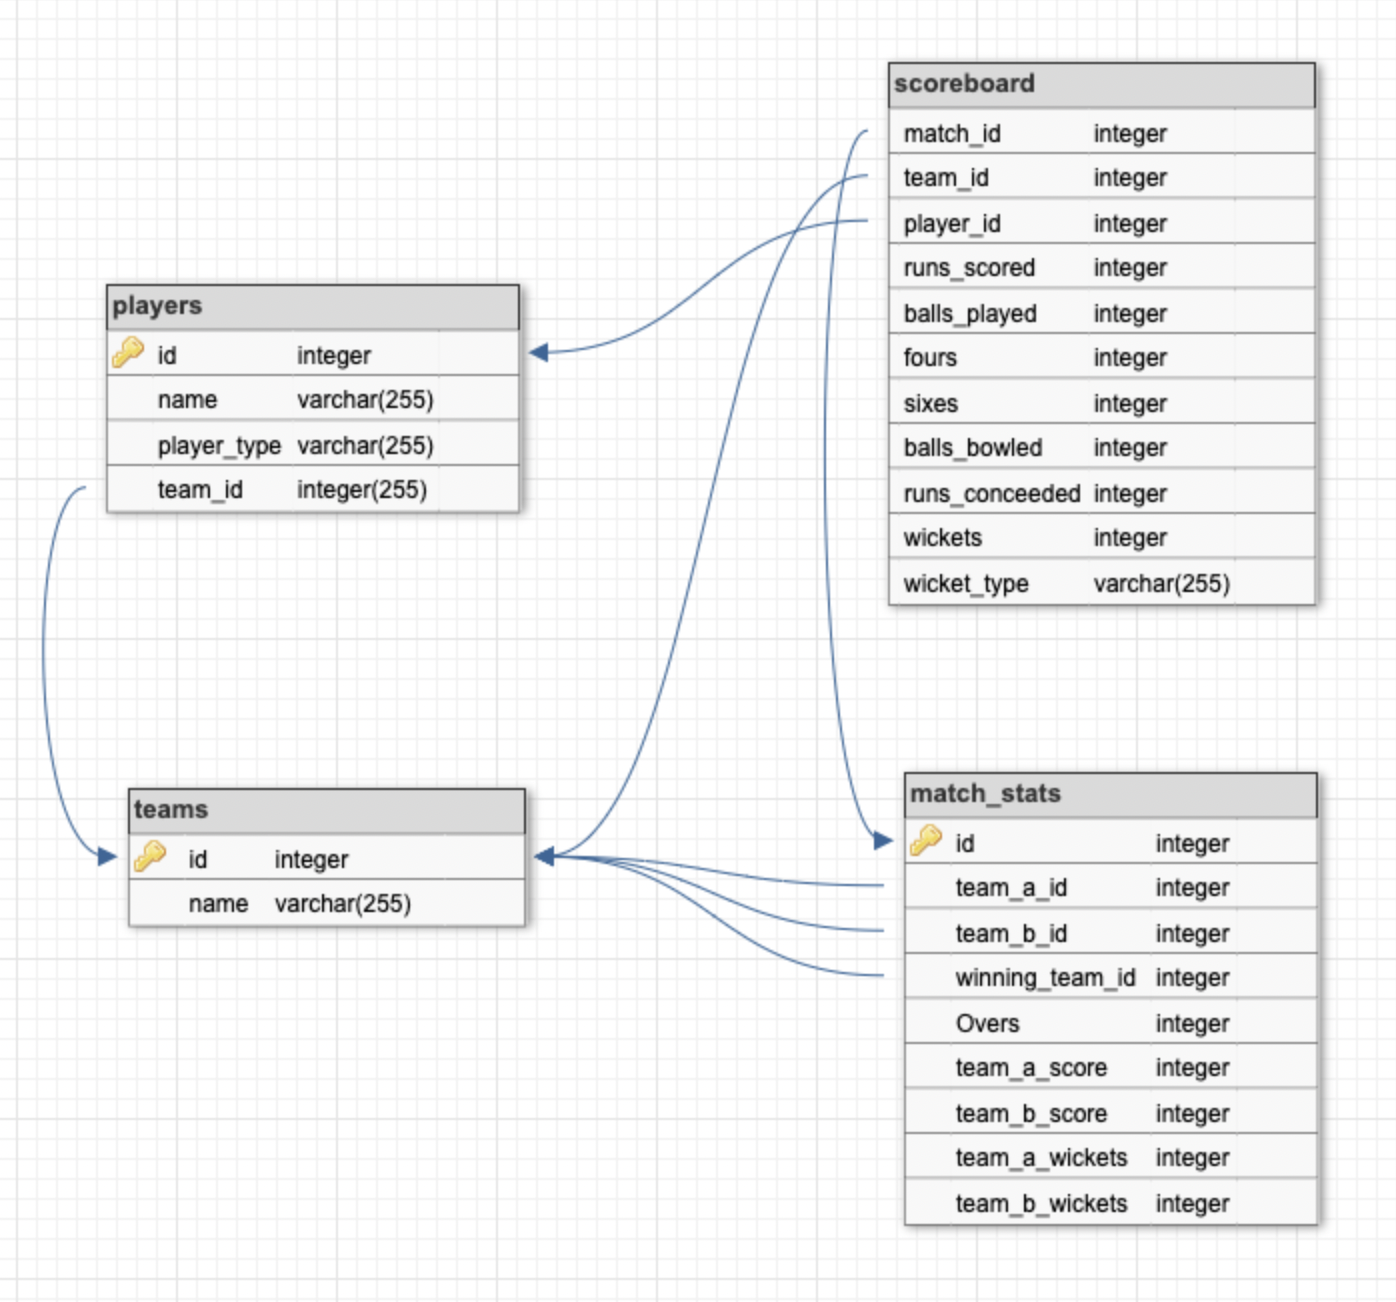 scoreboard
match_id integer
team_id integer
player_id integer
runs_scored integer
balls_played integer
fours integer
sixes integer
balls_bowled integer
runs_conceeded integer
wickets integer
wicket_type varchar(255)
players
id integer
name varchar(255)
player_type varchar(255)
team_id integer(255)
teams
id integer
name varchar(255)
match_stats
id integer
team_a_id integer
team_b_id integer
winning_team_id integer
Overs integer
team_a_score integer
team_b_score integer
team_a_wickets integer
team_b_wickets integer